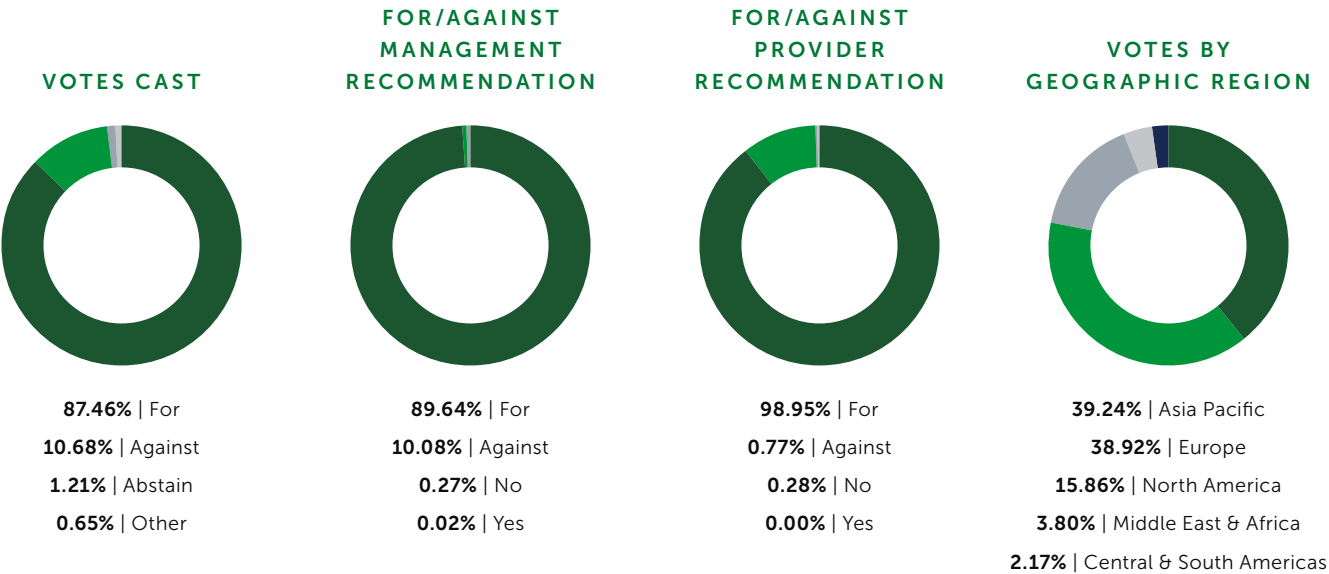 VOTES CAST
87.46% | For
10.68% | Against
1.21% | Abstain
0.65% | Other
FOR/AGAINST
MANAGEMENT
RECOMMENDATION
89.64% | For
10.08% | Against
0.27% | No
0.02% | Yes
FOR/AGAINST
PROVIDER
RECOMMENDATION
98.95% | For
0.77% | Against
0.28% | No
0.00% | Yes
VOTES BY
GEOGRAPHIC REGION
39.24% | Asia Pacific
38.92% | Europe
15.86% | North America
3.80% | Middle East & Africa
2.17% | Central & South Americas